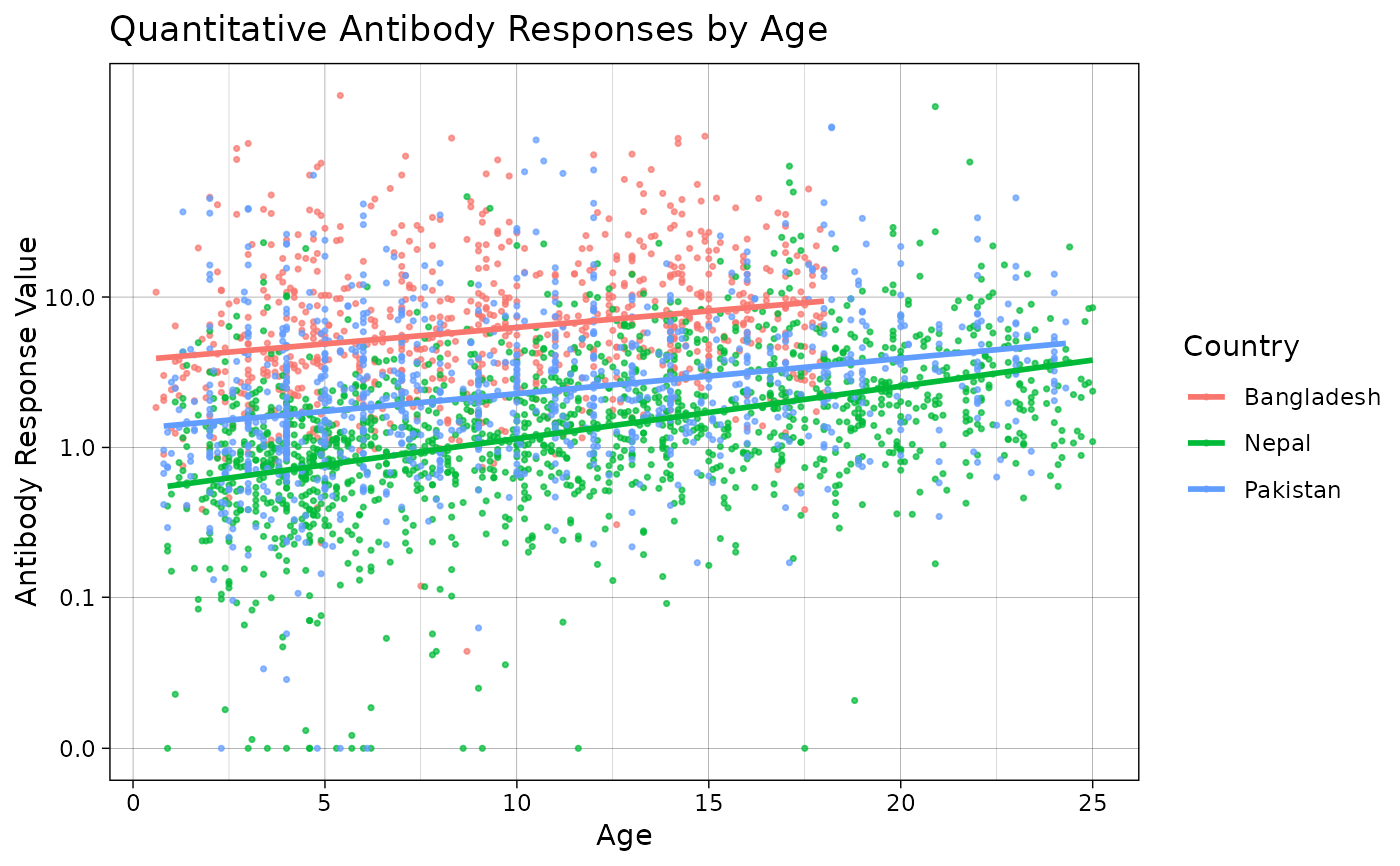 Quantitative Antibody Responses by Age
Antibody Response Value
10.0
1.0
0.1
0.0
0
5
10
15
20
25
Age
Country
Bangladesh
Nepal
Pakistan